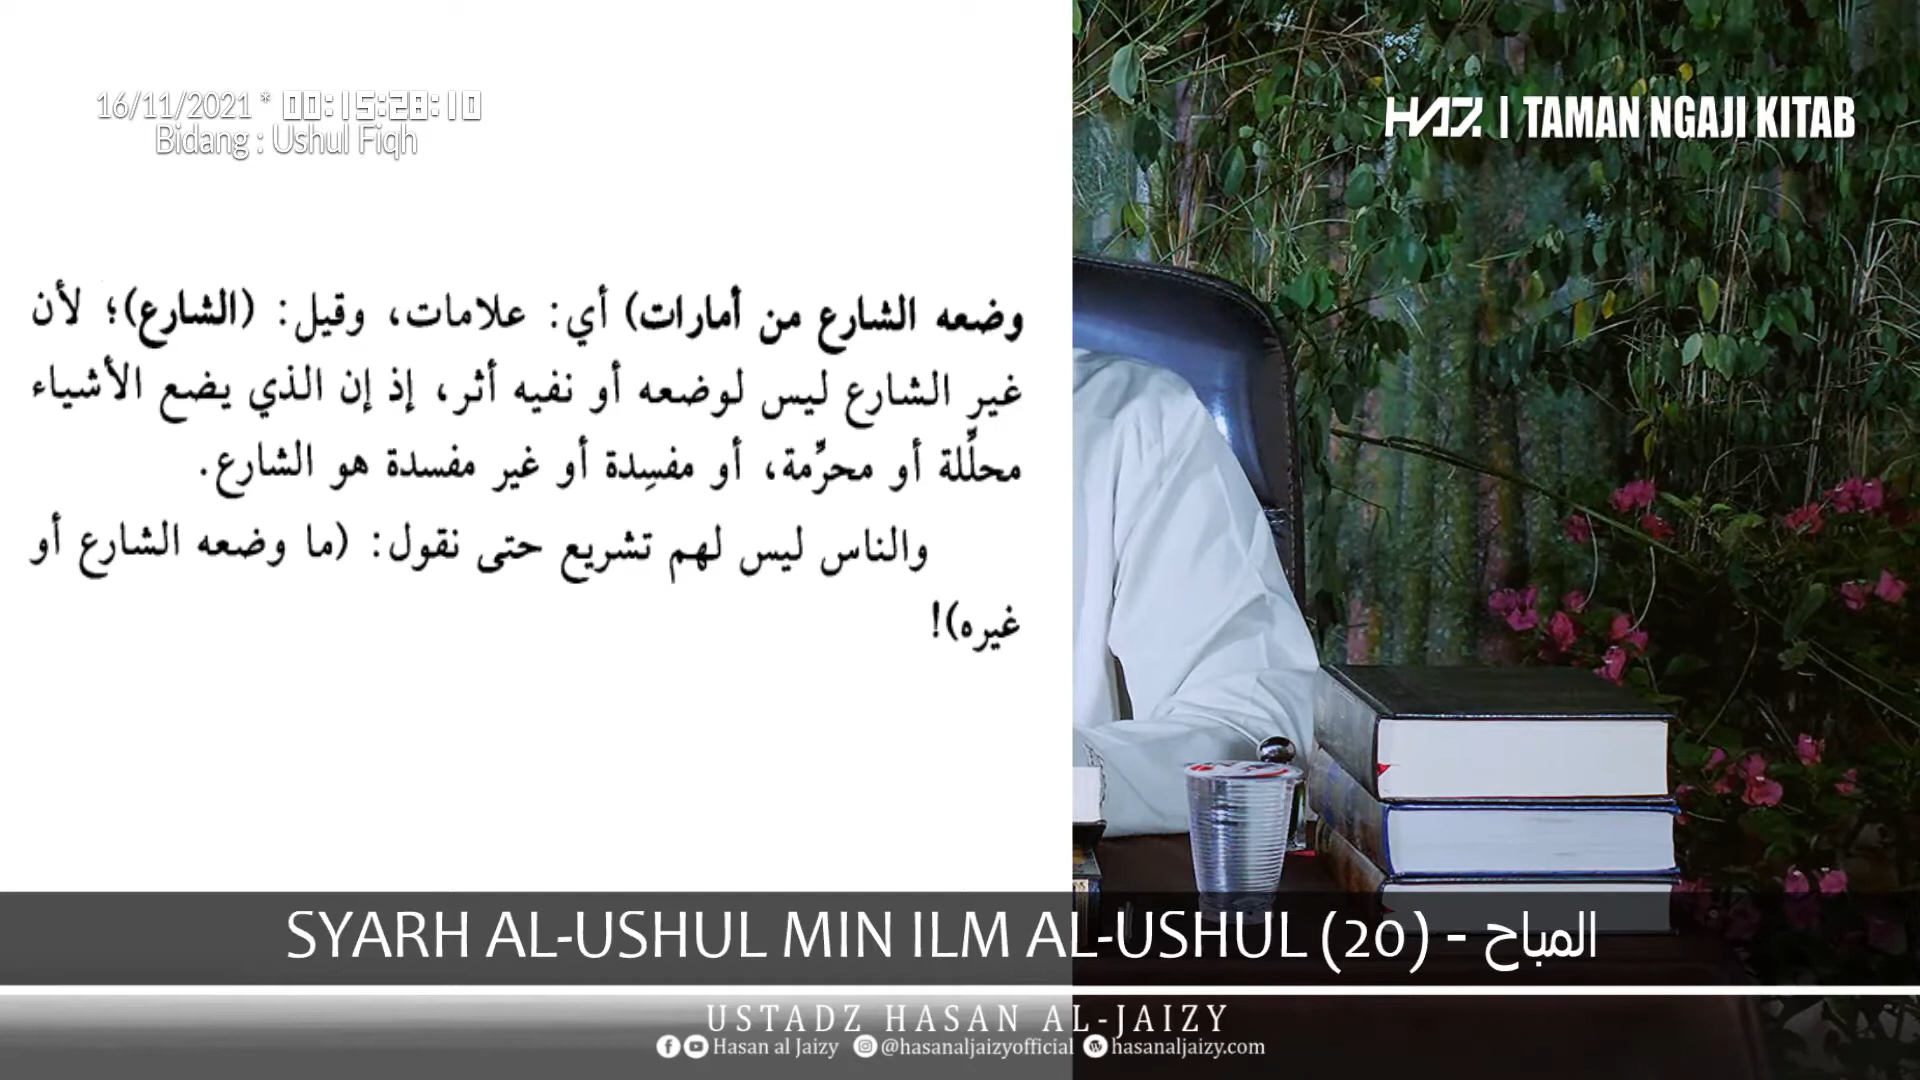 16/11/2021 * 00:15:28:10
Bidang : Ushul Fiqh
HAJ. | TAMAN NGAJI KITAB
وضعه الشارع من أمارات) أي: علامات، وقيل: (الشارع)؛ لأن
غير الشارع ليس لوضعه أو نفيه أثر، إذ إن الذي يضع الأشياء
محلِّلة أو محرِّمة، أو مفسِدة أو غير مفسدة هو الشارع.
والناس ليس لهم تشريع حتى نقول: (ما وضعه الشارع أو
غيره)!
SYARH AL-USHUL MIN ILM AL-USHUL (20) - المباح
USTADZ HASAN AL-JAIZY
Hasan al Jaizy @hasanaljaizyofficial hasanaljaizy.com